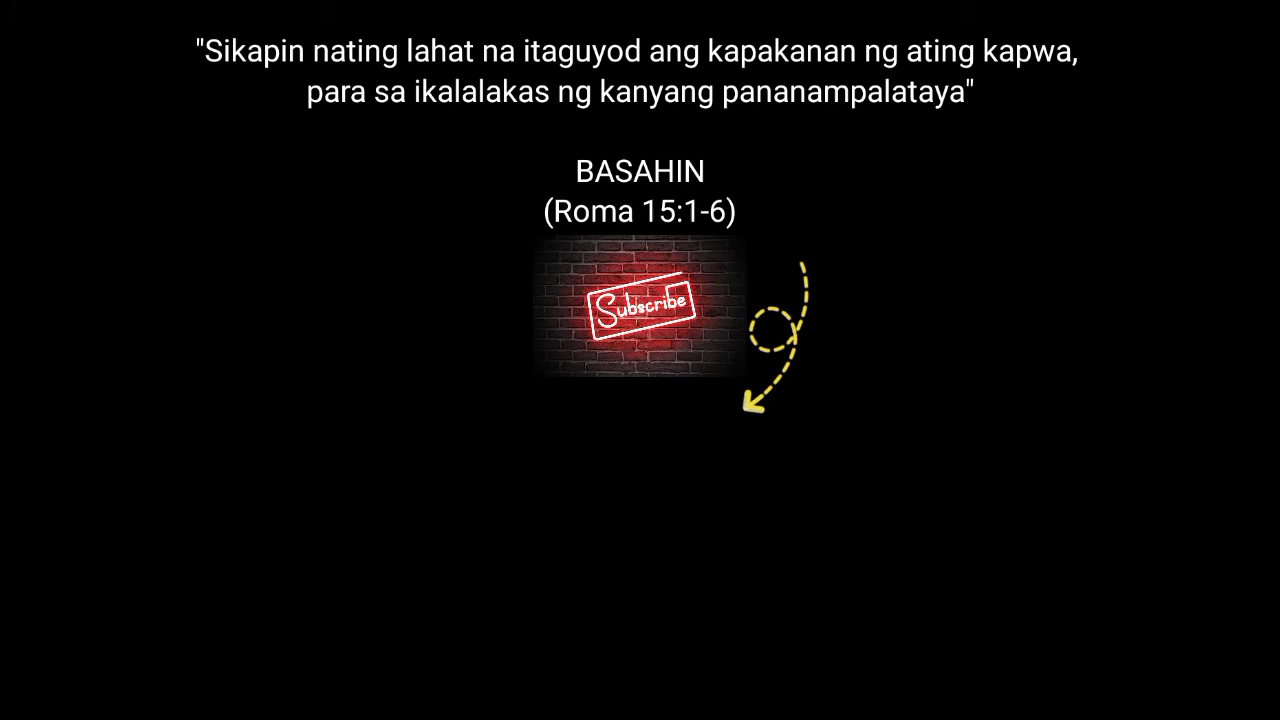 "Sikapin nating lahat na itaguyod ang kapakanan ng ating kapwa,
para sa ikalalakas ng kanyang pananampalataya"
BASAHIN
(Roma 15:1-6)
Subscribe